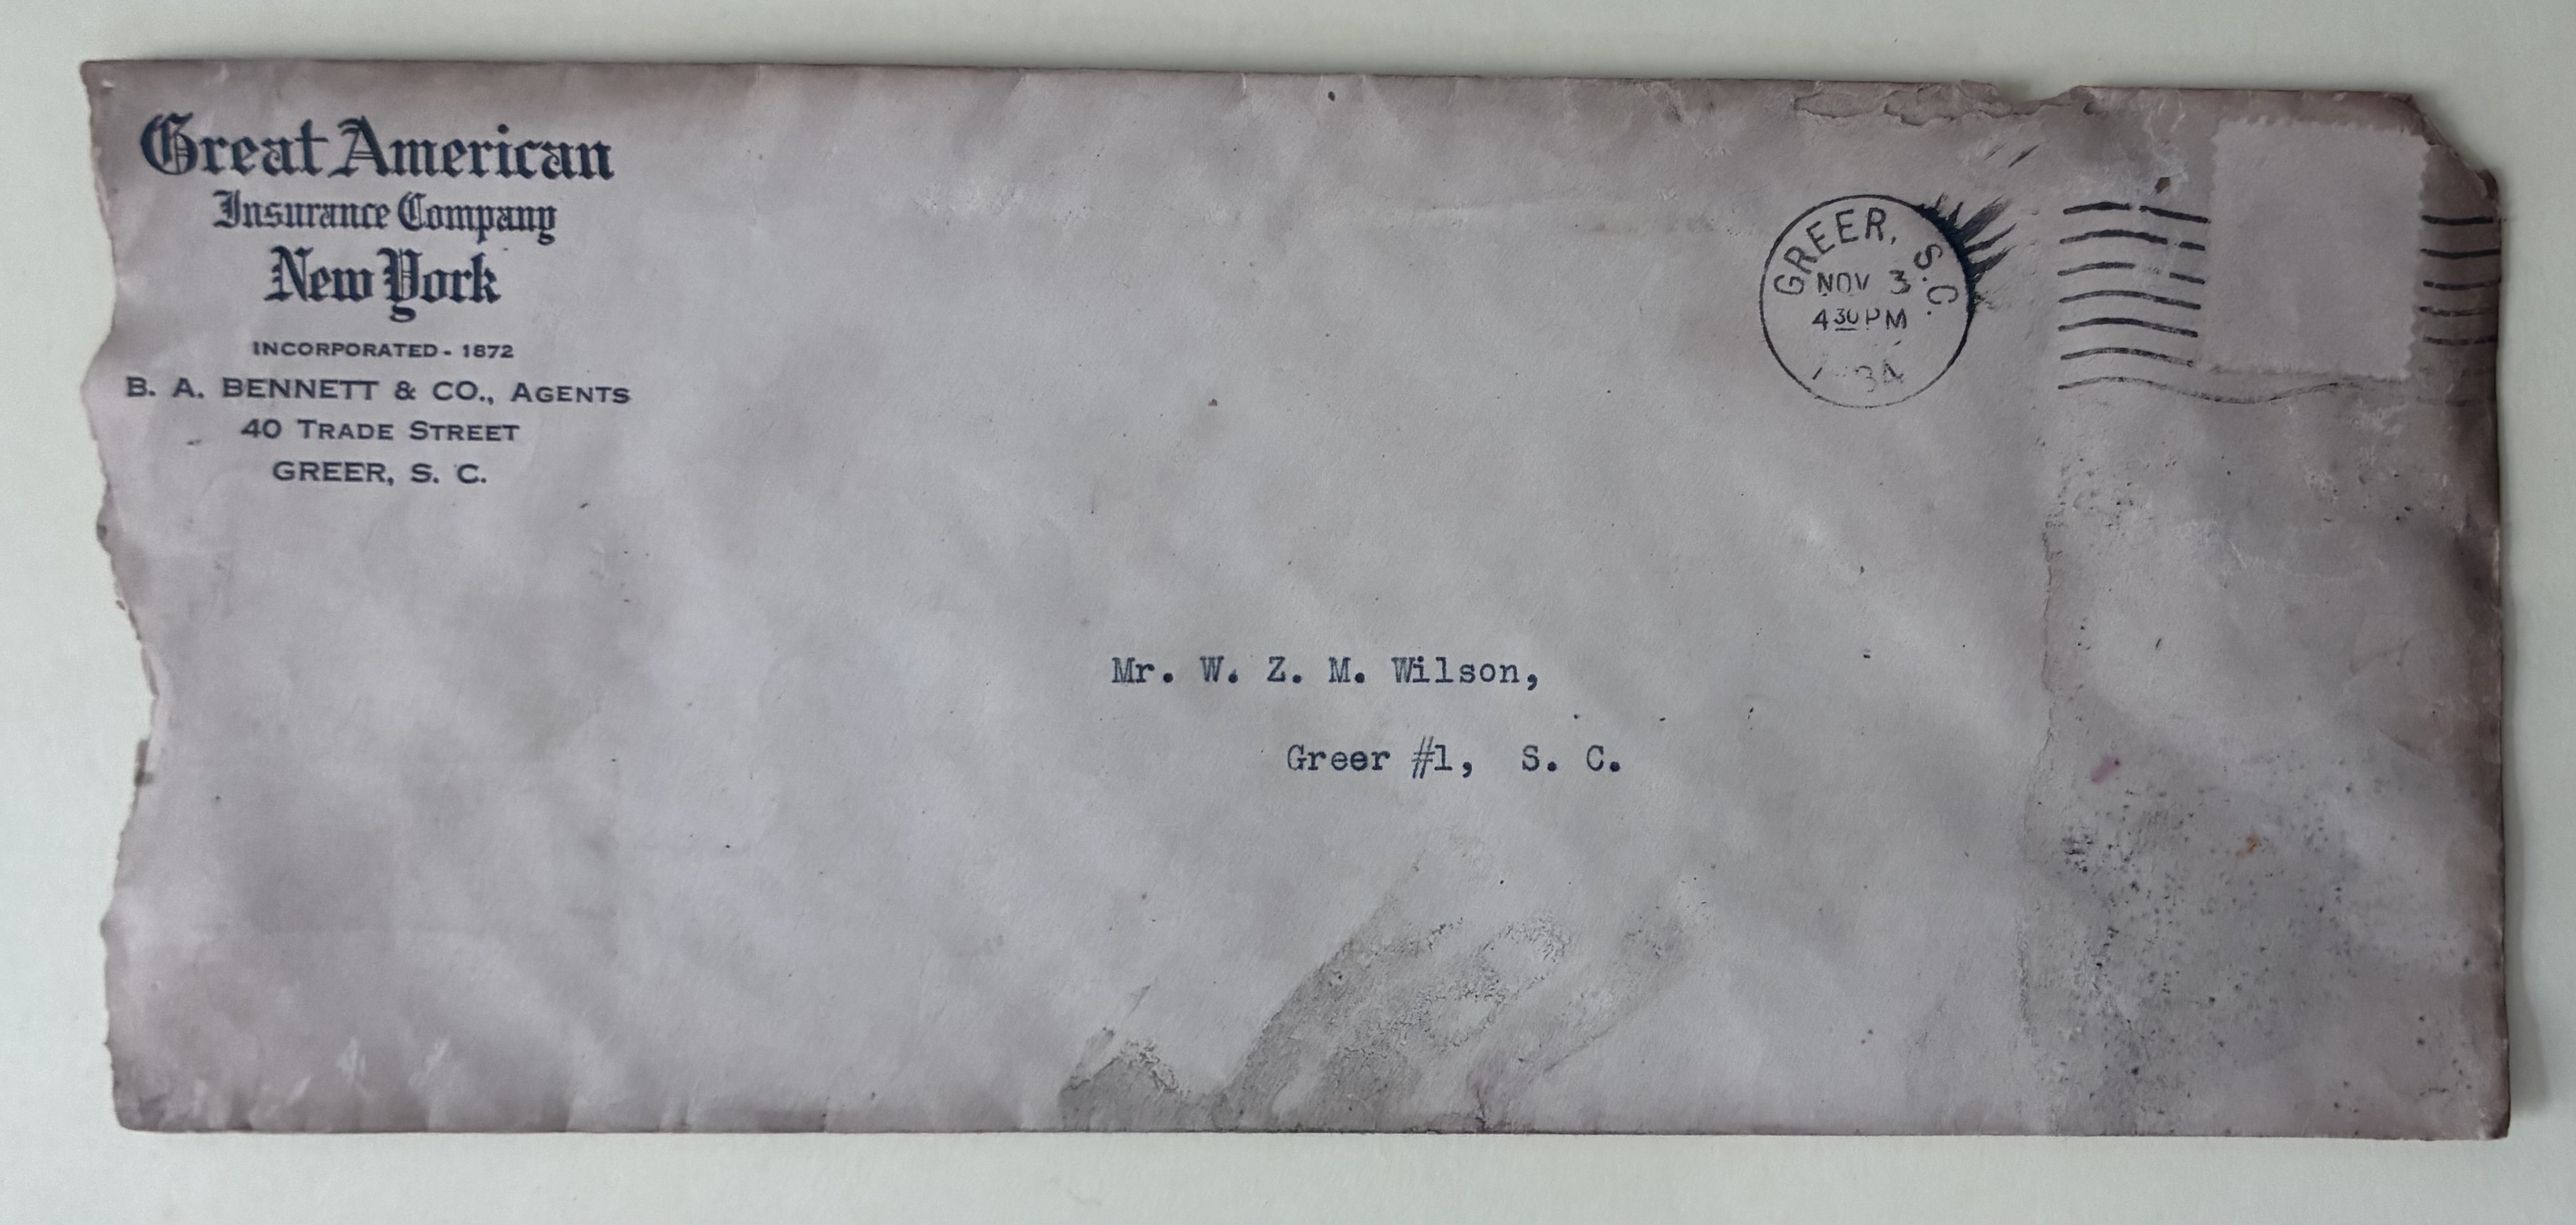 Great American
Insurance Company
New York
INCORPORATED - 1872
B. A. BENNETT & CO., AGENTS
40 TRADE STREET
GREER, S. C.
GREER, S.C.
NOV 3
4 30 PM
1934
Mr. W. Z. M. Wilson,
Greer #1, S. C.